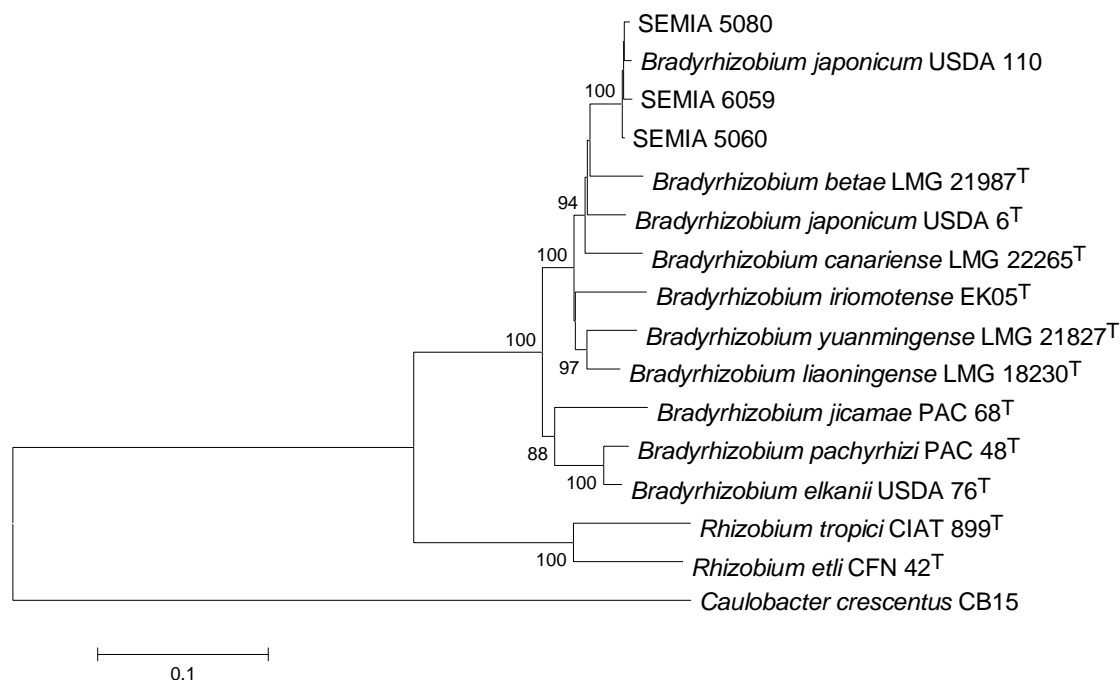 SEMIA 5080
Bradyrhizobium japonicum USDA 110
100
SEMIA 6059
SEMIA 5060
Bradyrhizobium betae LMG 21987T
94
Bradyrhizobium japonicum USDA 6T
100
Bradyrhizobium canariense LMG 22265T
Bradyrhizobium iriomotense EK05T
100
Bradyrhizobium yuanmingense LMG 21827T
97
Bradyrhizobium liaoningense LMG 18230T
Bradyrhizobium jicamae PAC 68T
88
Bradyrhizobium pachyrhizi PAC 48T
100
Bradyrhizobium elkanii USDA 76T
Rhizobium tropici CIAT 899T
100
Rhizobium etli CFN 42T
Caulobacter crescentus CB15
0.1